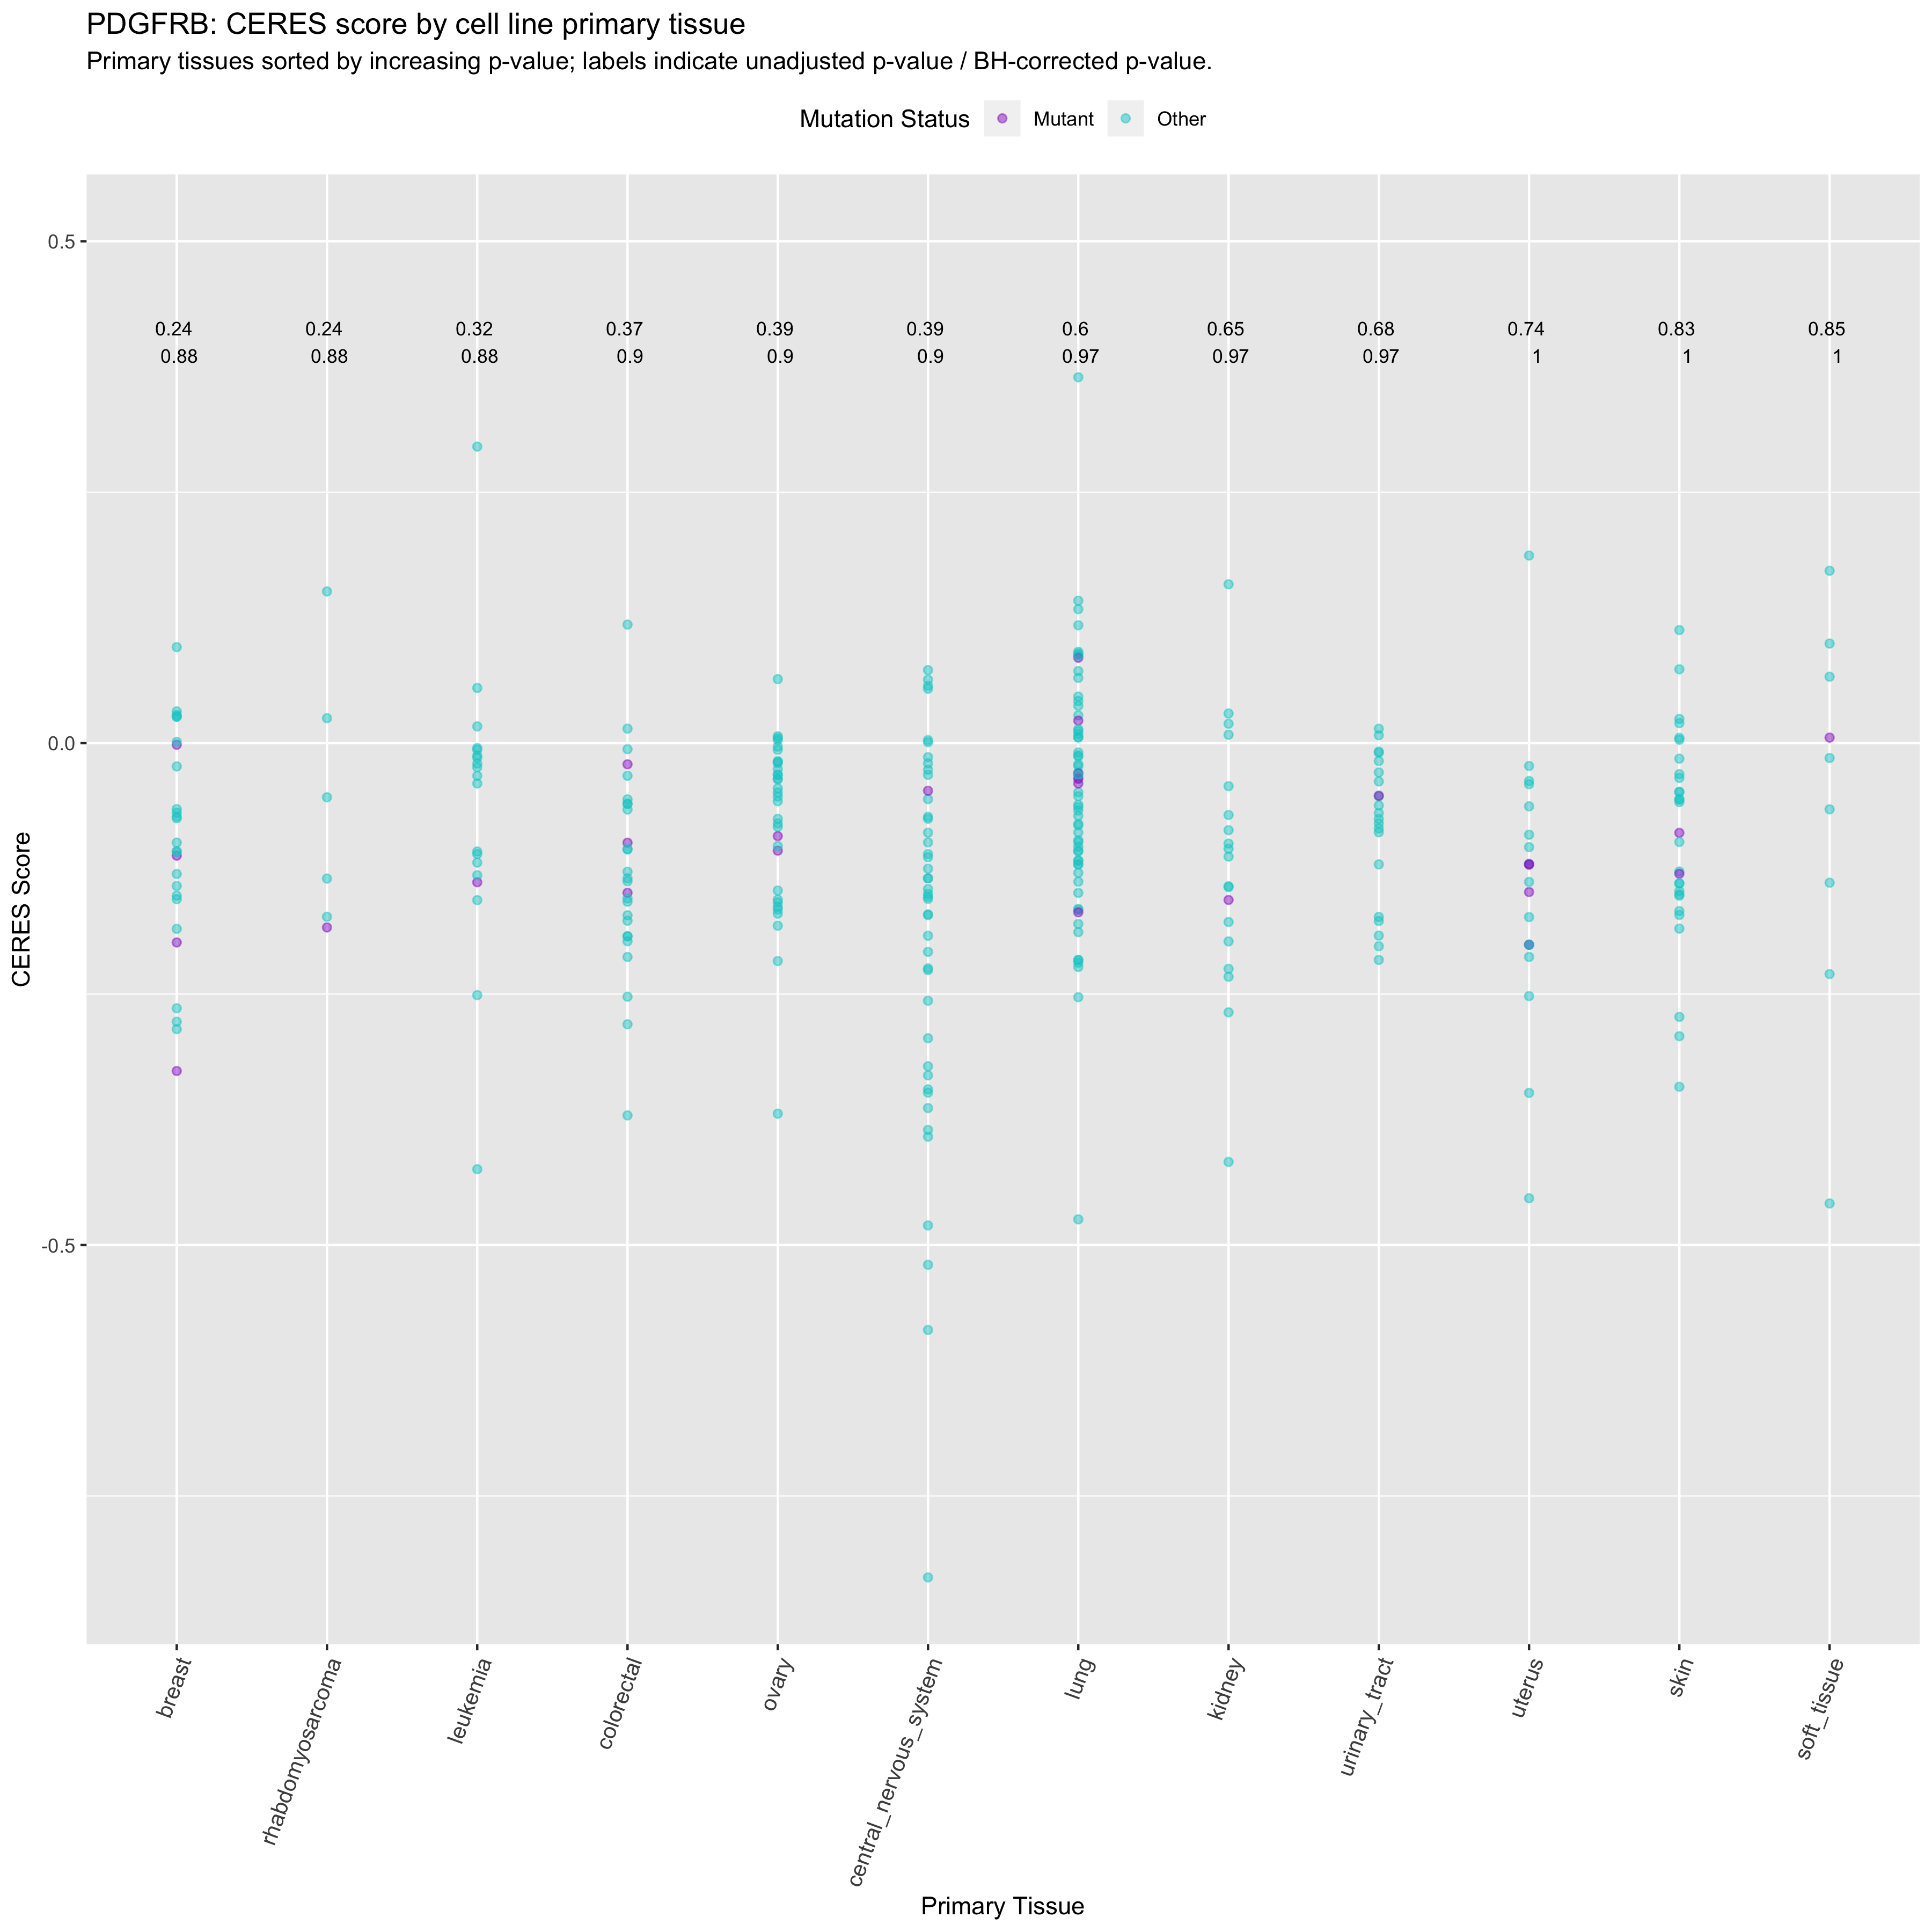 PDGFRB: CERES score by cell line primary tissue
Primary tissues sorted by increasing p-value; labels indicate unadjusted p-value / BH-corrected p-value.
Mutation Status Mutant Other
0.5
0.24 0.24 0.32 0.37 0.39 0.39 0.6 0.65 0.68 0.74 0.83 0.85
0.88 0.88 0.88 0.9 0.9 0.9 0.97 0.97 0.97 1 1 1
0.0
CERES Score
-0.5
breast rhabdomyosarcoma leukemia colorectal ovary central_nervous_system lung kidney urinary_tract uterus skin soft_tissue
Primary Tissue